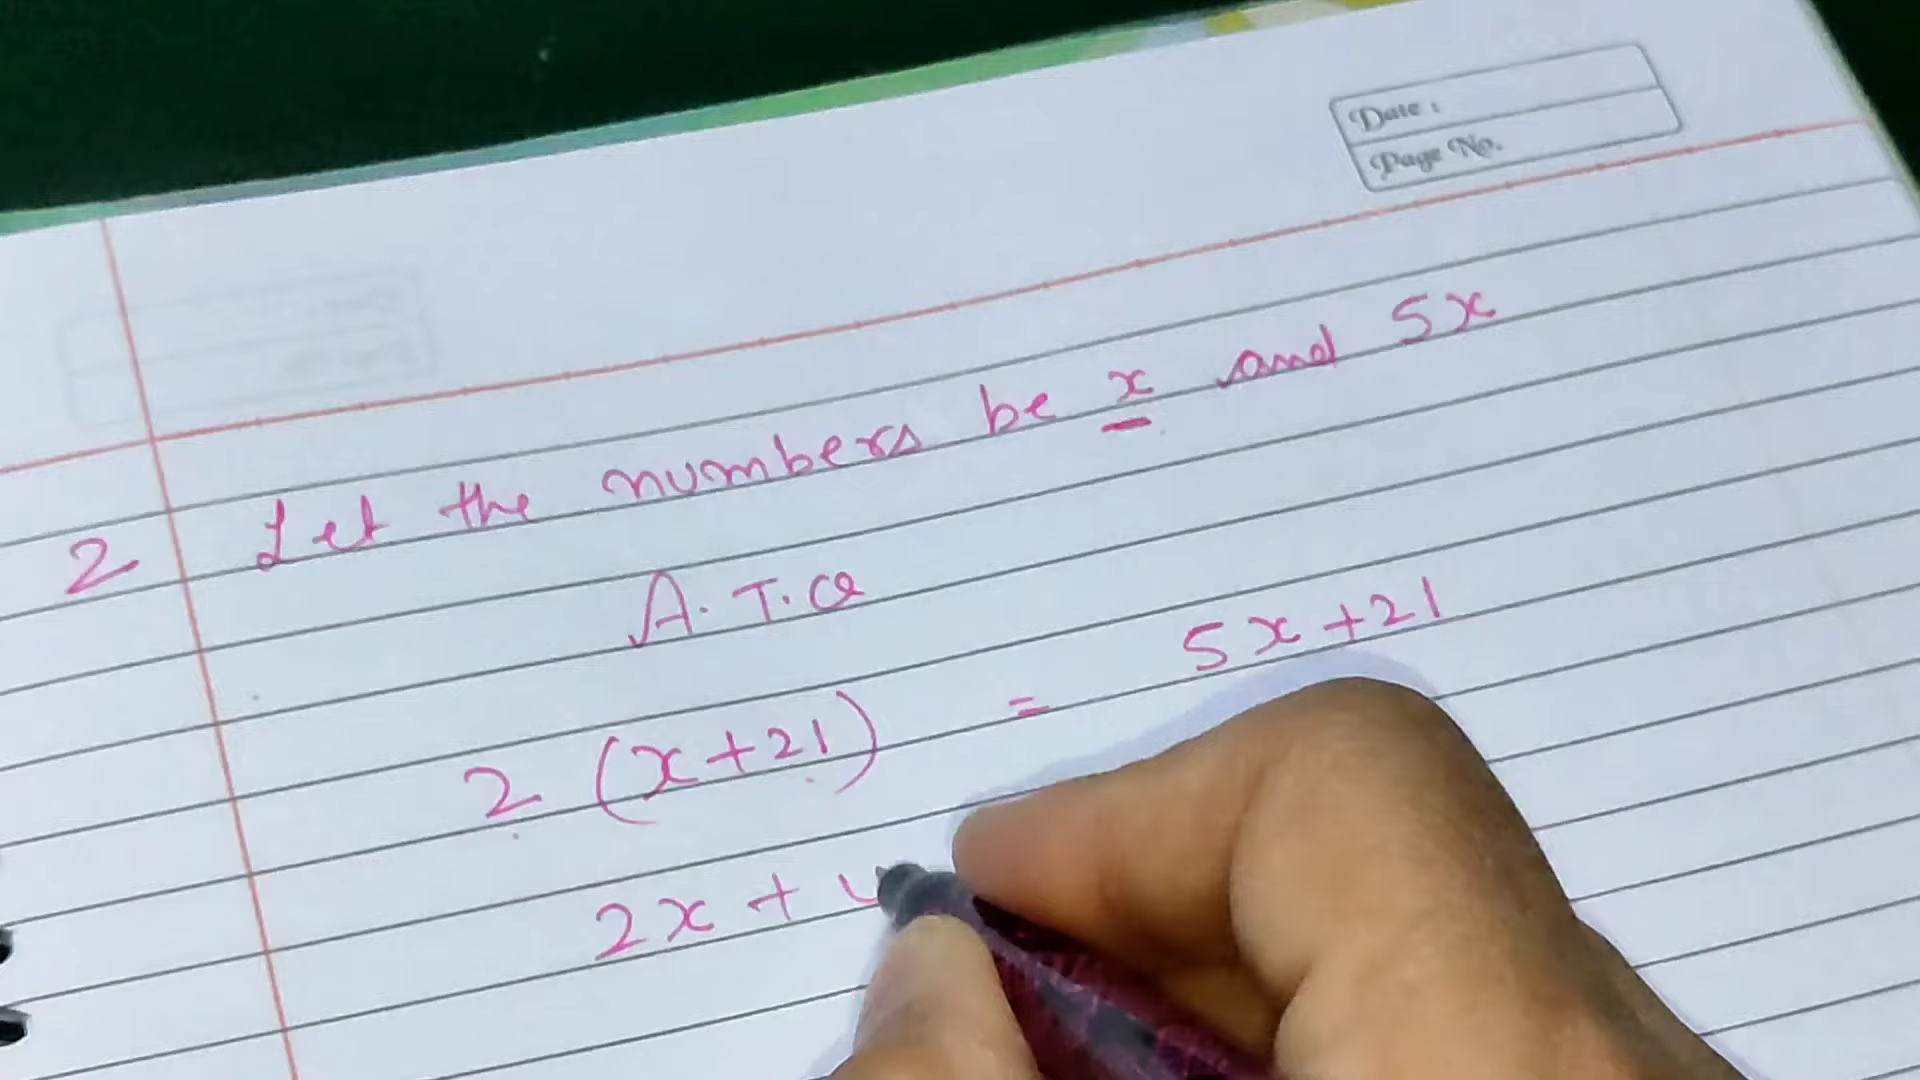 Date :
Page No.
2 Let the numbers be x and 5x
A.T.Q
2 (x+21) = 5x+21
2x +